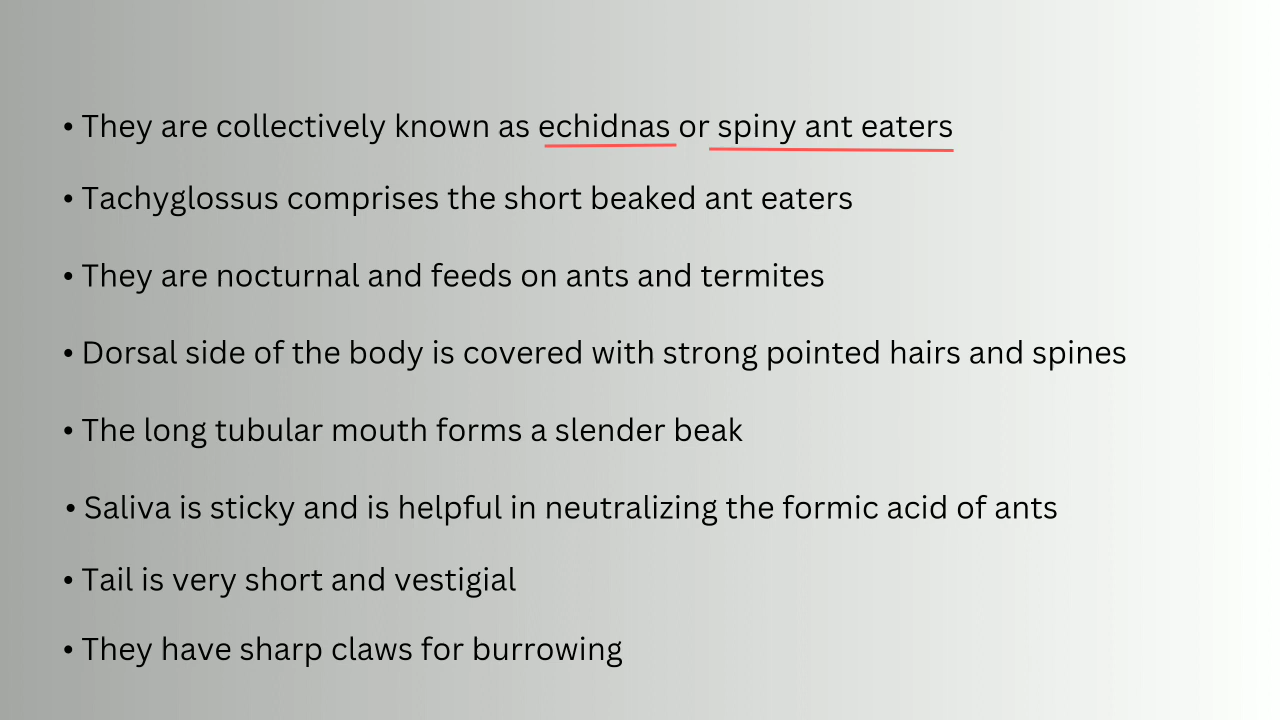 • They are collectively known as echidnas or spiny ant eaters
• Tachyglossus comprises the short beaked ant eaters
• They are nocturnal and feeds on ants and termites
• Dorsal side of the body is covered with strong pointed hairs and spines
• The long tubular mouth forms a slender beak
• Saliva is sticky and is helpful in neutralizing the formic acid of ants
• Tail is very short and vestigial
• They have sharp claws for burrowing